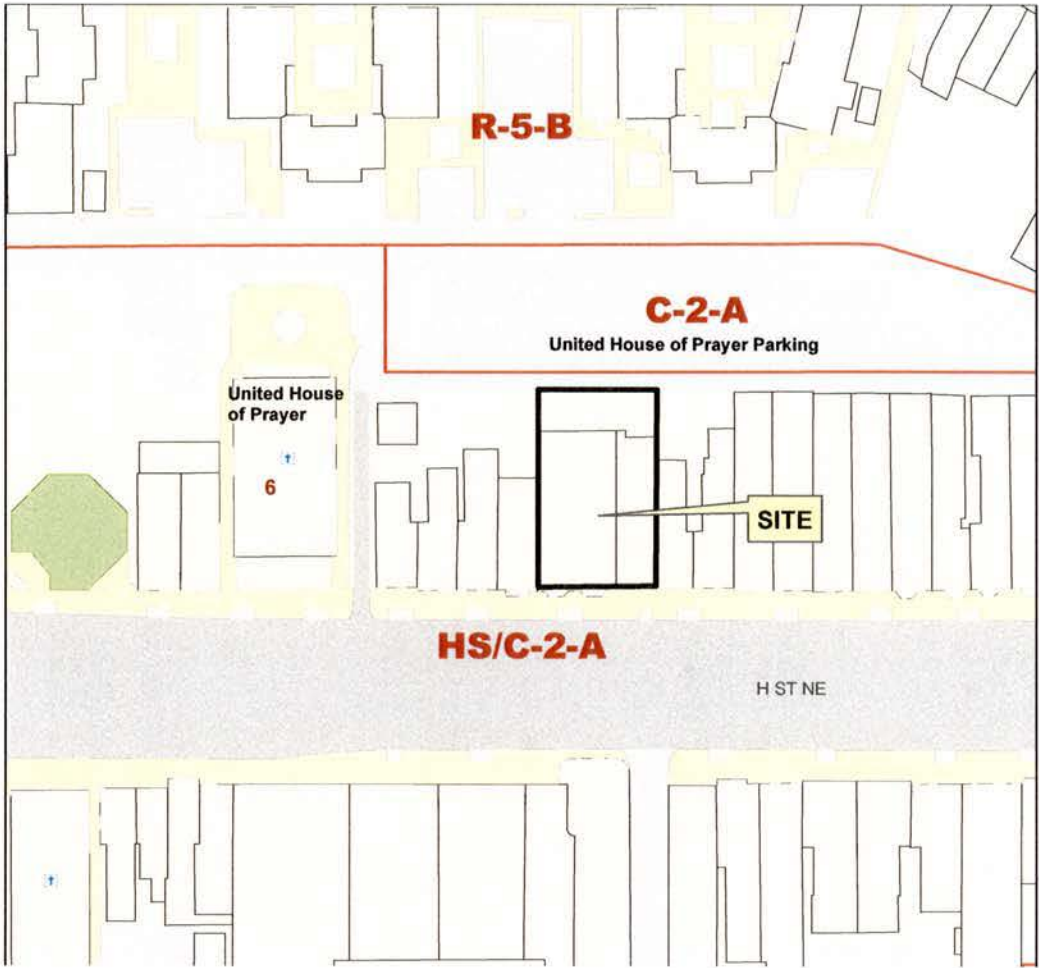 R-5-B
C-2-A
United House of Prayer Parking
United House
of Prayer
6
SITE
HS/C-2-A
H ST NE